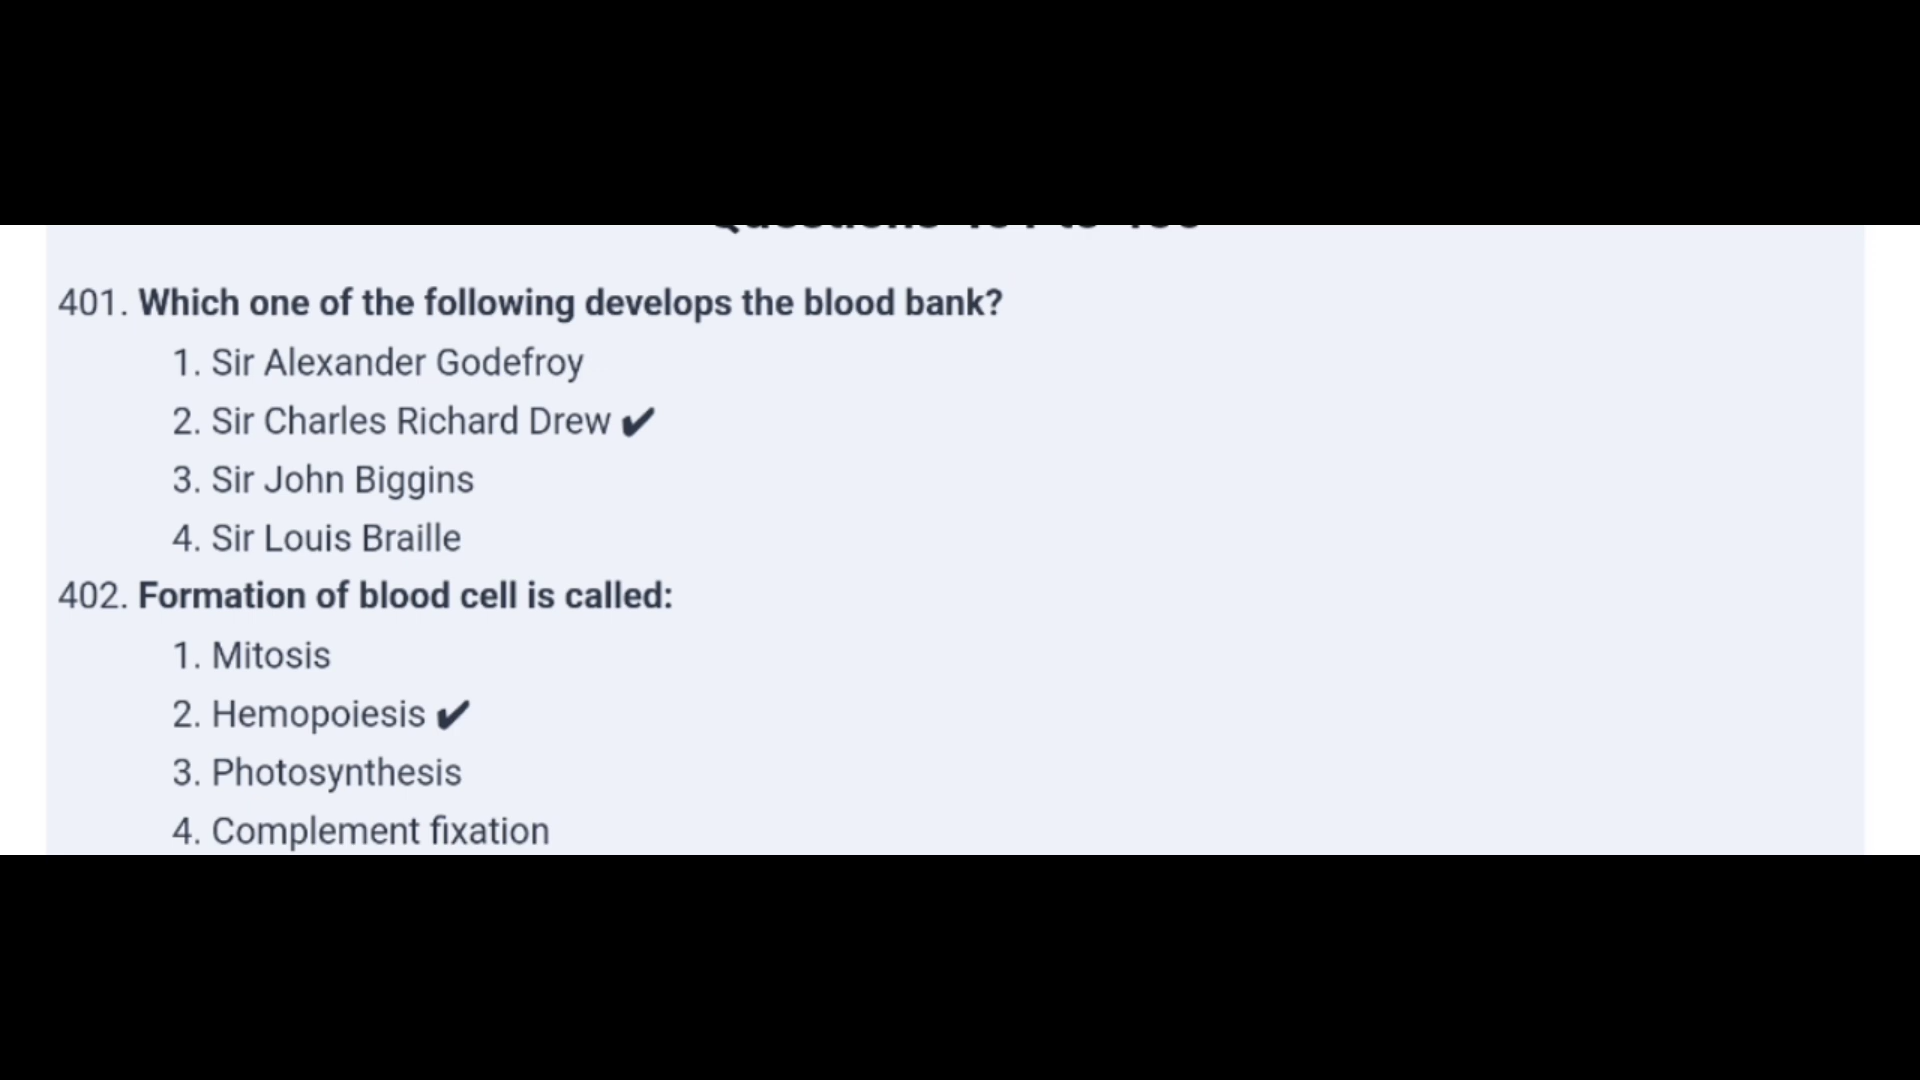 401. Which one of the following develops the blood bank?
1. Sir Alexander Godefroy
2. Sir Charles Richard Drew ✔
3. Sir John Biggins
4. Sir Louis Braille
402. Formation of blood cell is called:
1. Mitosis
2. Hemopoiesis ✔
3. Photosynthesis
4. Complement fixation